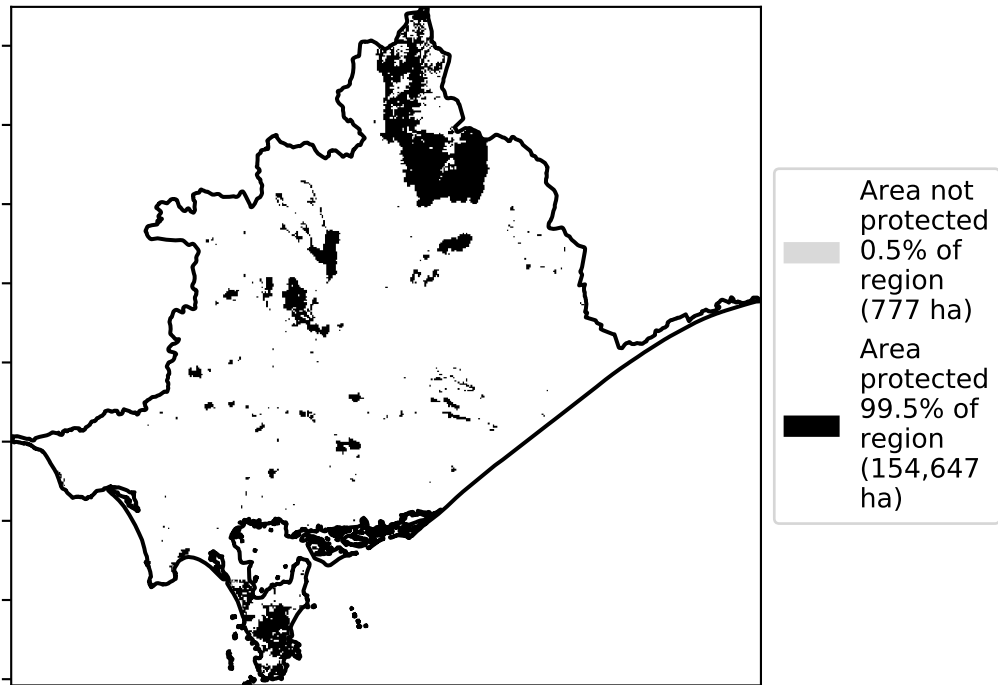 Area not
protected
0.5% of
region
(777 ha)
Area
protected
99.5% of
region
(154,647
ha)